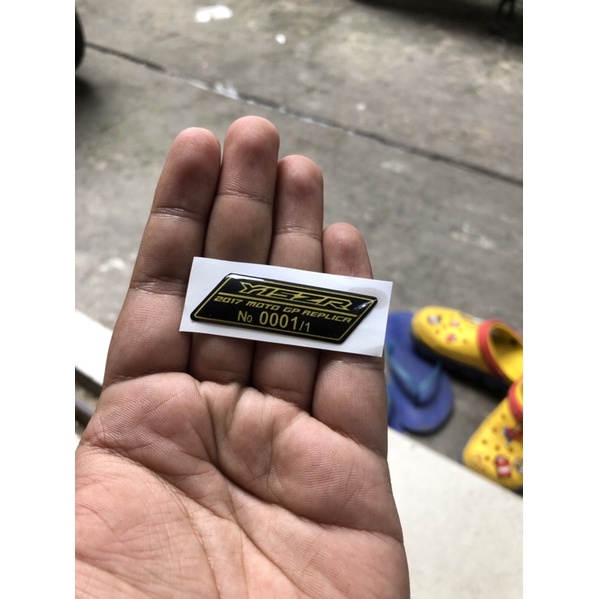 Y15ZR
2017 MOTO GP REPLICA
No 0001/1